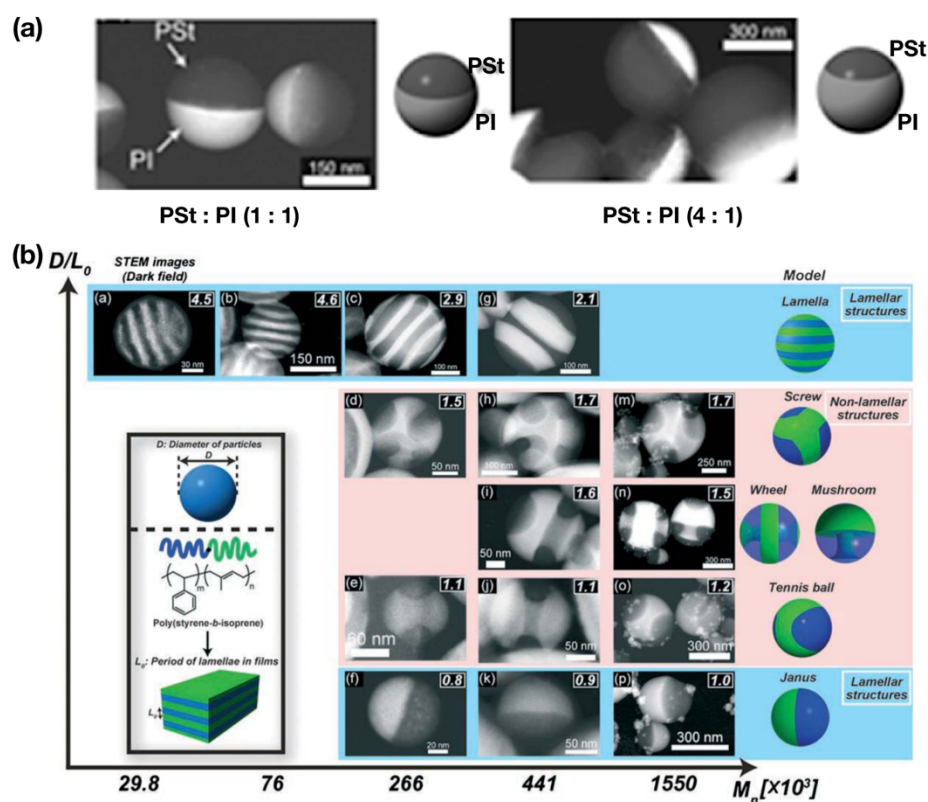 (a)
PSt
PI
150 nm
PSt
PI
300 nm
PSt
PI
PSt : PI (1 : 1)
PSt : PI (4 : 1)
(b)
D/L₀
STEM images
(Dark field)
Model
(a) 4.5
30 nm
(b) 4.6
150 nm
(c) 2.9
100 nm
(g) 2.1
100 nm
Lamella
Lamellar
structures
(d) 1.5
50 nm
(h) 1.7
100 nm
(m) 1.7
250 nm
Screw
Non-lamellar
structures
(i) 1.6
50 nm
(n) 1.5
300 nm
Wheel
Mushroom
(e) 1.1
60 nm
(j) 1.1
50 nm
(o) 1.2
300 nm
Tennis ball
(f) 0.8
20 nm
(k) 0.9
50 nm
(p) 1.0
300 nm
Janus
Lamellar
structures
D: Diameter of particles
D
m
n
Poly(styrene-b-isoprene)
L₀: Period of lamellae in films
L₀
29.8
76
266
441
1550
Mₙ [X10³]